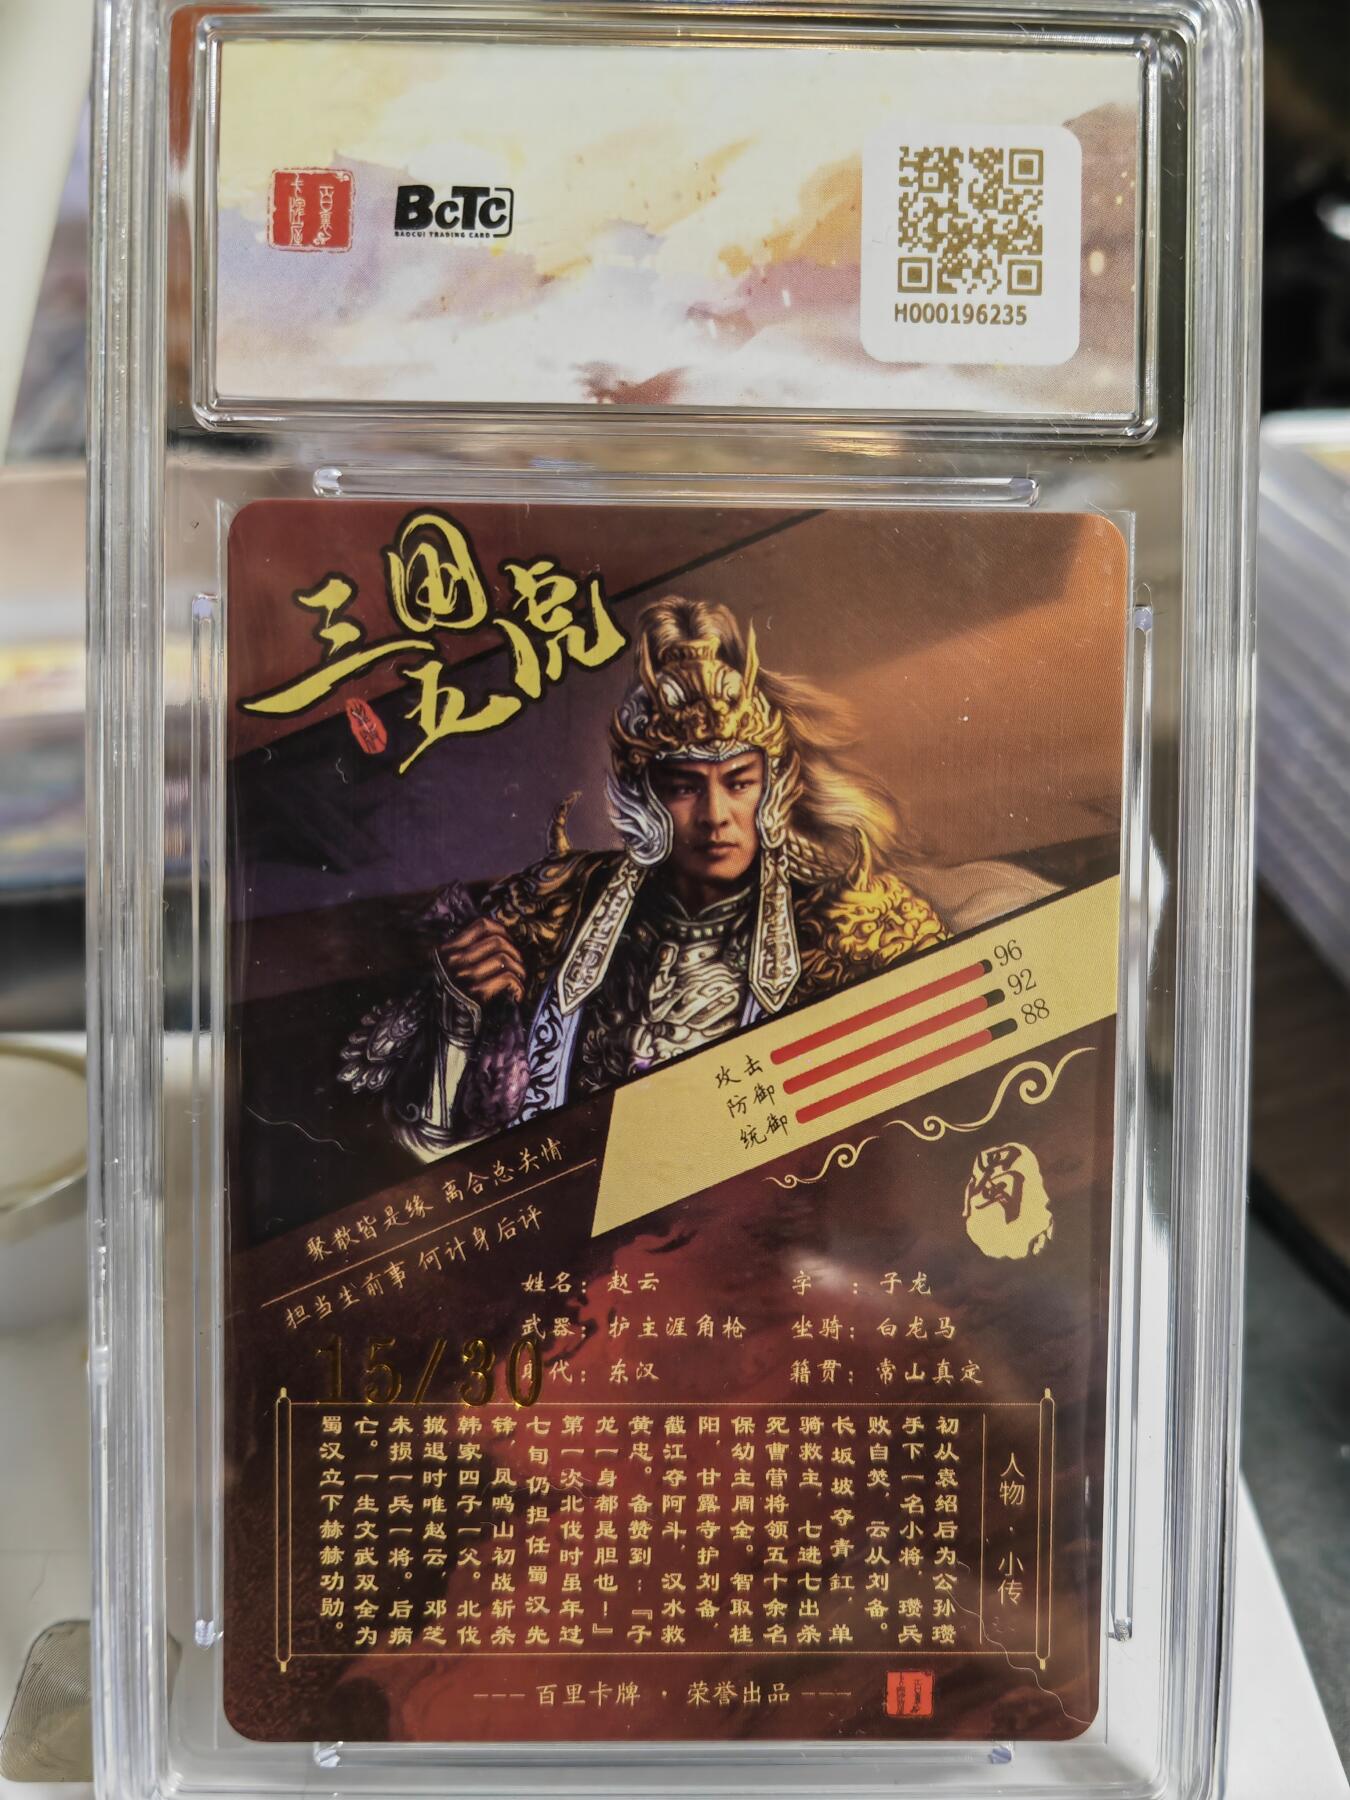 百里
卡牌屋
BCTC
BAOCUI TRADING CARD
H000196235
三国五虎
96
92
88
攻击
防御
统御
蜀
聚散皆是缘 离合总关情
担当生前事 何计身后评
姓名：赵云 字：子龙
武器：护主涯角枪 坐骑：白龙马
代：东汉 籍贯：常山真定
15/30
人物·小传
初从袁绍后为公孙瓒
手下一名小将，瓒兵
败自焚，云从刘备。
长坂坡夺青釭，单
骑救主，七进七出杀
死曹营将领五十余名
保幼主周全。智取桂
阳，甘露寺护刘备，
截江夺阿斗，汉水救
黄忠。备赞到：『子
龙一身都是胆也！』
第一次北伐时虽年过
七旬仍担任蜀汉先
锋，凤鸣山初战斩杀
韩家四子一父。北伐
撤退时唯赵云，邓芝
未损一兵一将。后病
亡。一生文武双全为
蜀汉立下赫赫功勋。
---百里卡牌·荣誉出品---
百里
卡牌屋